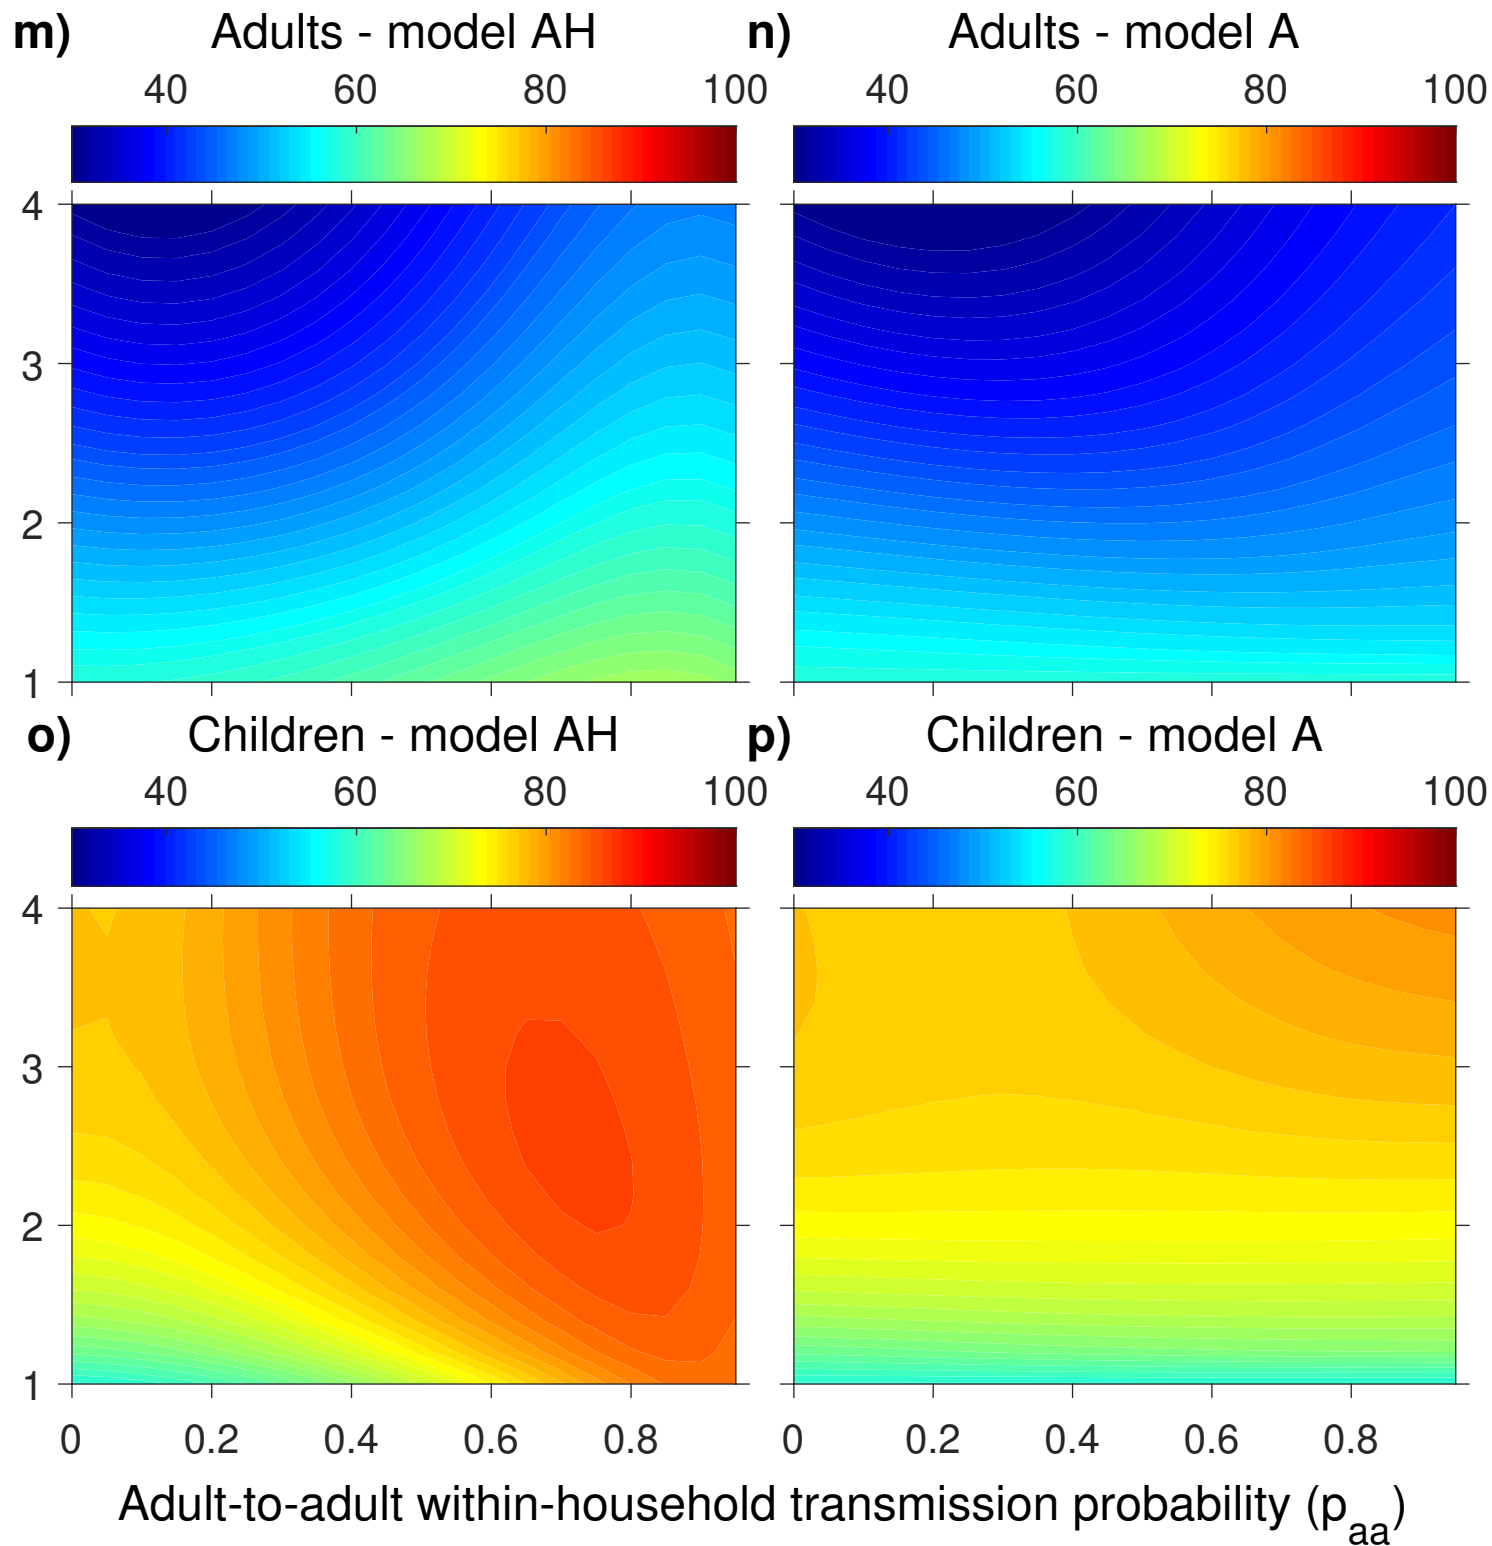 m) Adults - model AH n) Adults - model A
40 60 80 100 40 60 80 100
4
3
2
1
o) Children - model AH p) Children - model A
40 60 80 100 40 60 80 100
4
3
2
1
0 0.2 0.4 0.6 0.8 0 0.2 0.4 0.6 0.8
Adult-to-adult within-household transmission probability (p_aa)